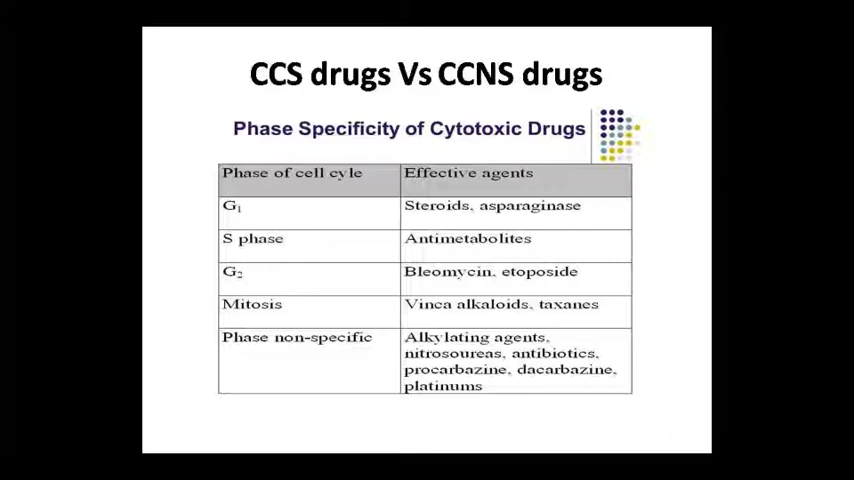 CCS drugs Vs CCNS drugs
Phase Specificity of Cytotoxic Drugs
Phase of cell cyle Effective agents
G₁ Steroids, asparaginase
S phase Antimetabolites
G₂ Bleomycin, etoposide
Mitosis Vinca alkaloids, taxanes
Phase non-specific Alkylating agents,
nitrosoureas, antibiotics,
procarbazine, dacarbazine,
platinums